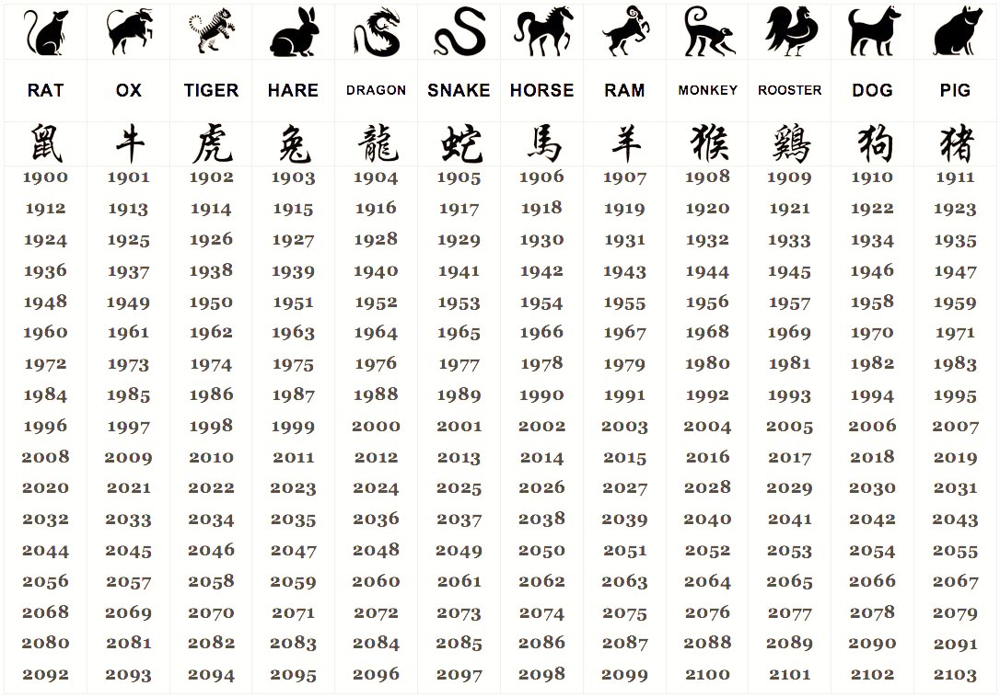 RAT OX TIGER HARE DRAGON SNAKE HORSE RAM MONKEY ROOSTER DOG PIG
鼠 牛 虎 兔 龍 蛇 馬 羊 猴 鷄 狗 猪
1900 1901 1902 1903 1904 1905 1906 1907 1908 1909 1910 1911
1912 1913 1914 1915 1916 1917 1918 1919 1920 1921 1922 1923
1924 1925 1926 1927 1928 1929 1930 1931 1932 1933 1934 1935
1936 1937 1938 1939 1940 1941 1942 1943 1944 1945 1946 1947
1948 1949 1950 1951 1952 1953 1954 1955 1956 1957 1958 1959
1960 1961 1962 1963 1964 1965 1966 1967 1968 1969 1970 1971
1972 1973 1974 1975 1976 1977 1978 1979 1980 1981 1982 1983
1984 1985 1986 1987 1988 1989 1990 1991 1992 1993 1994 1995
1996 1997 1998 1999 2000 2001 2002 2003 2004 2005 2006 2007
2008 2009 2010 2011 2012 2013 2014 2015 2016 2017 2018 2019
2020 2021 2022 2023 2024 2025 2026 2027 2028 2029 2030 2031
2032 2033 2034 2035 2036 2037 2038 2039 2040 2041 2042 2043
2044 2045 2046 2047 2048 2049 2050 2051 2052 2053 2054 2055
2056 2057 2058 2059 2060 2061 2062 2063 2064 2065 2066 2067
2068 2069 2070 2071 2072 2073 2074 2075 2076 2077 2078 2079
2080 2081 2082 2083 2084 2085 2086 2087 2088 2089 2090 2091
2092 2093 2094 2095 2096 2097 2098 2099 2100 2101 2102 2103